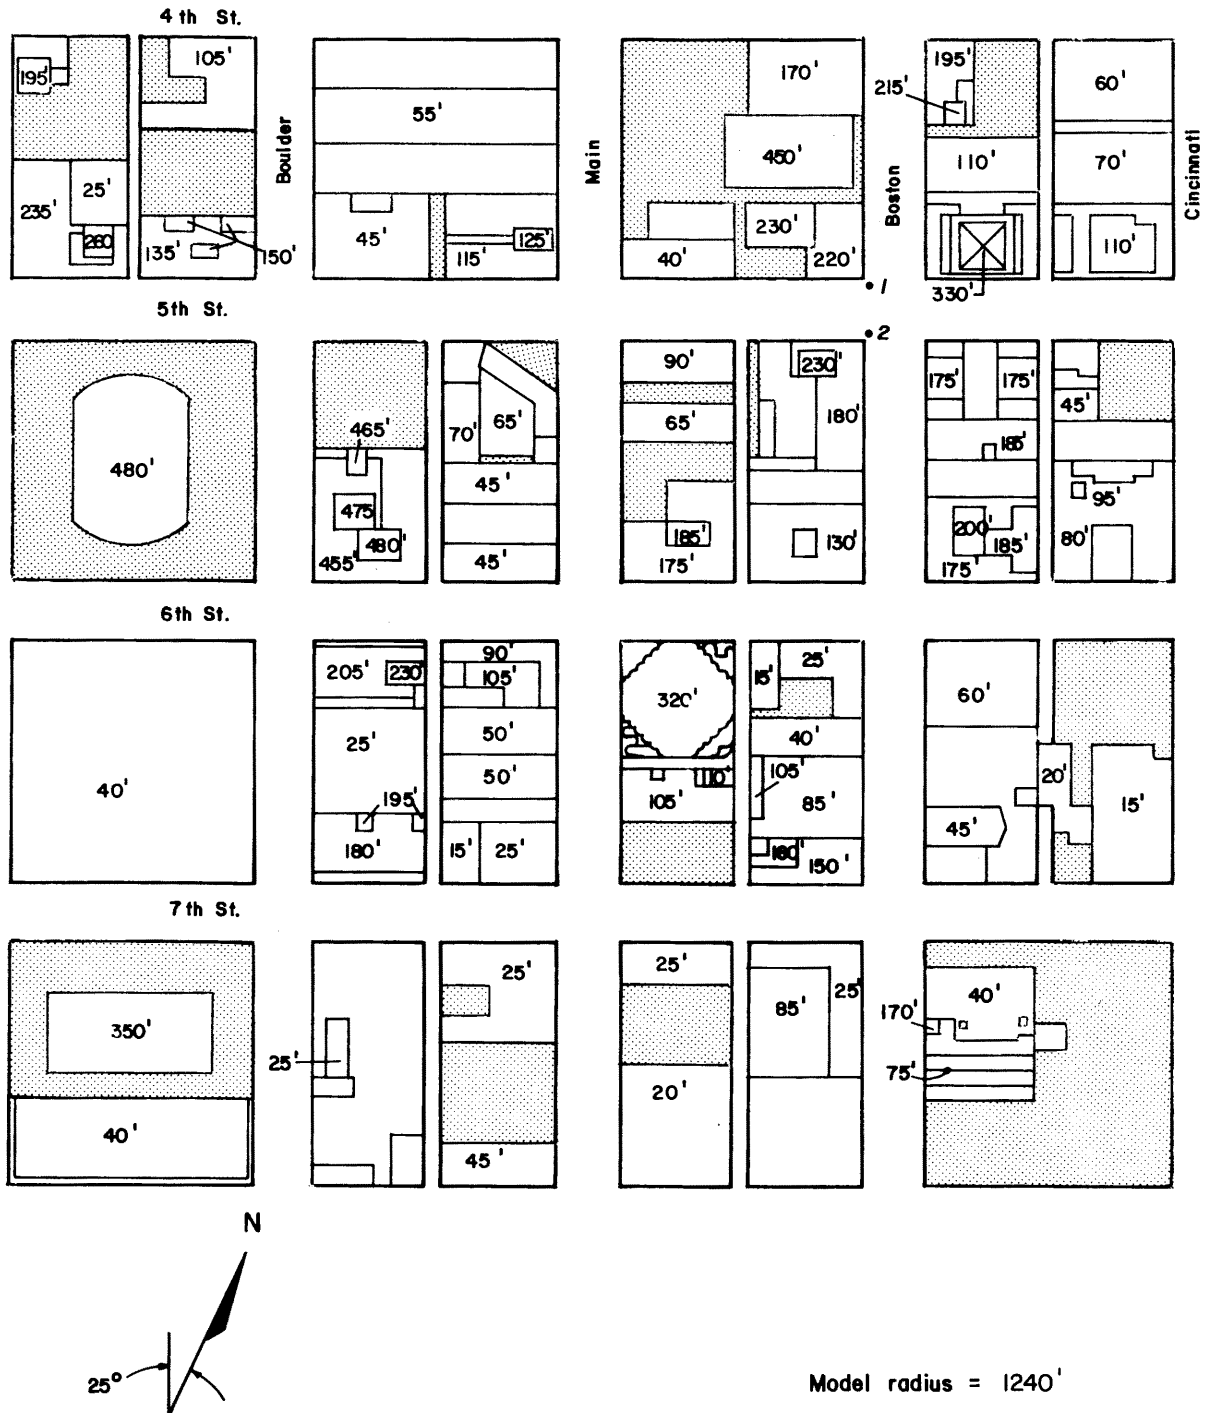 4th St.
195' 105' 55' 170' 195' 60'
215'
Boulder Main Boston Cincinnati
450' 110' 70'
235' 25' 230'
260 135' 150' 45' 115' 125' 40' 220' 110'
330'
1
5th St.
2
90' 230' 175' 175'
480' 465' 70' 65' 65' 180' 45'
45' 185'
475 95'
480' 185' 200' 185' 80'
455' 45' 175' 130' 175'
6th St.
205' 230' 90' 105' 320' 15' 25' 60'
25' 50' 40'
40' 50' 105' 110' 105' 85' 20' 15'
195' 45'
180' 15' 25' 180' 150'
7th St.
25' 25' 40'
350' 85' 25' 170'
25' 20' 75'
40' 45'
N
25°
Model radius = 1240'